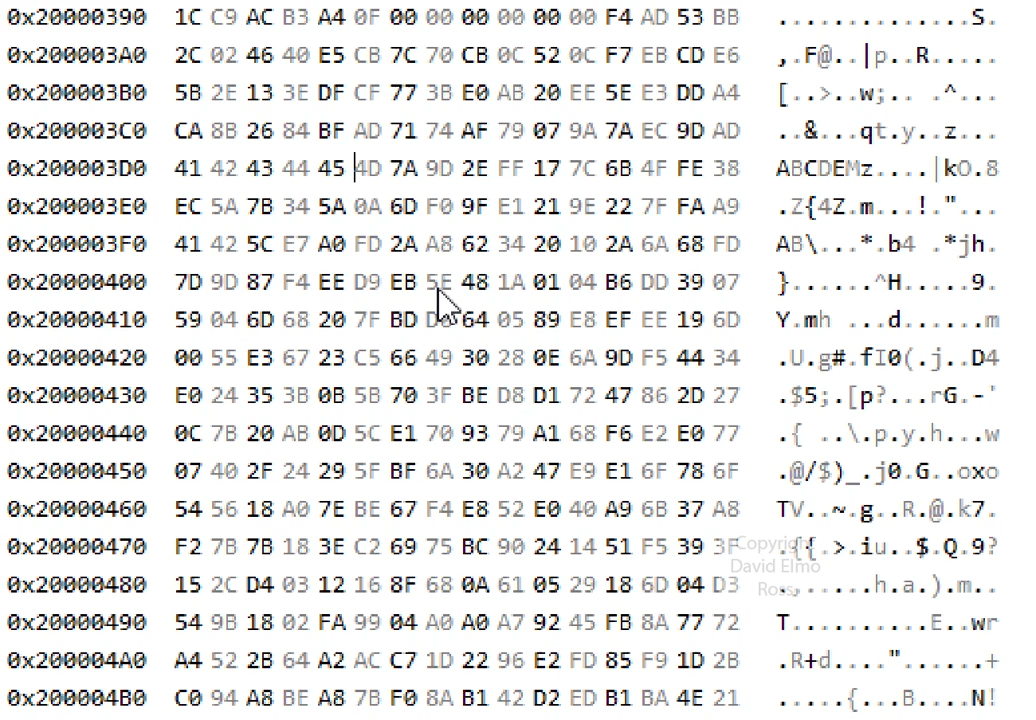 0x20000390 1C C9 AC B3 A4 0F 00 00 00 00 00 00 F4 AD 53 BB ..............S.
0x200003A0 2C 02 46 40 E5 CB 7C 70 CB 0C 52 0C F7 EB CD E6 ,.F@..|p..R.....
0x200003B0 5B 2E 13 3E DF CF 77 3B E0 AB 20 EE 5E E3 DD A4 [..>..w;.. .^...
0x200003C0 CA 8B 26 84 BF AD 71 74 AF 79 07 9A 7A EC 9D AD ..&...qt.y..z...
0x200003D0 41 42 43 44 45 4D 7A 9D 2E FF 17 7C 6B 4F FE 38 ABCDEMz....|kO.8
0x200003E0 EC 5A 7B 34 5A 0A 6D F0 9F E1 21 9E 22 7F FA A9 .Z{4Z.m...!."...
0x200003F0 41 42 5C E7 A0 FD 2A A8 62 34 20 10 2A 6A 68 FD AB\...*.b4 .*jh.
0x20000400 7D 9D 87 F4 EE D9 EB 5E 48 1A 01 04 B6 DD 39 07 }......^H.....9.
0x20000410 59 04 6D 68 20 7F BD 64 05 89 E8 EF EE 19 6D Y.mh ...d......m
0x20000420 00 55 E3 67 23 C5 66 49 30 28 0E 6A 9D F5 44 34 .U.g#.fI0(.j..D4
0x20000430 E0 24 35 3B 0B 5B 70 3F BE D8 D1 72 47 86 2D 27 .$5;.[p?...rG.-'
0x20000440 0C 7B 20 AB 0D 5C E1 70 93 79 A1 68 F6 E2 E0 77 .{ ..\.p.y.h...w
0x20000450 07 40 2F 24 29 5F BF 6A 30 A2 47 E9 E1 6F 78 6F .@/$)_.j0.G..oxo
0x20000460 54 56 18 A0 7E BE 67 F4 E8 52 E0 40 A9 6B 37 A8 TV..~.g..R.@.k7.
0x20000470 F2 7B 7B 18 3E C2 69 75 BC 90 24 14 51 F5 39 3F .{{.>.iu..$.Q.9?
0x20000480 15 2C D4 03 12 16 8F 68 0A 61 05 29 18 6D 04 D3 .,.....h.a.).m..
0x20000490 54 9B 18 02 FA 99 04 A0 A0 A7 92 45 FB 8A 77 72 T..........E..wr
0x200004A0 A4 52 2B 64 A2 AC C7 1D 22 96 E2 FD 85 F9 1D 2B .R+d...."......+
0x200004B0 C0 94 A8 BE A8 7B F0 8A B1 42 D2 ED B1 BA 4E 21 .....{...B....N!
Copyright
David Elmo
Ross